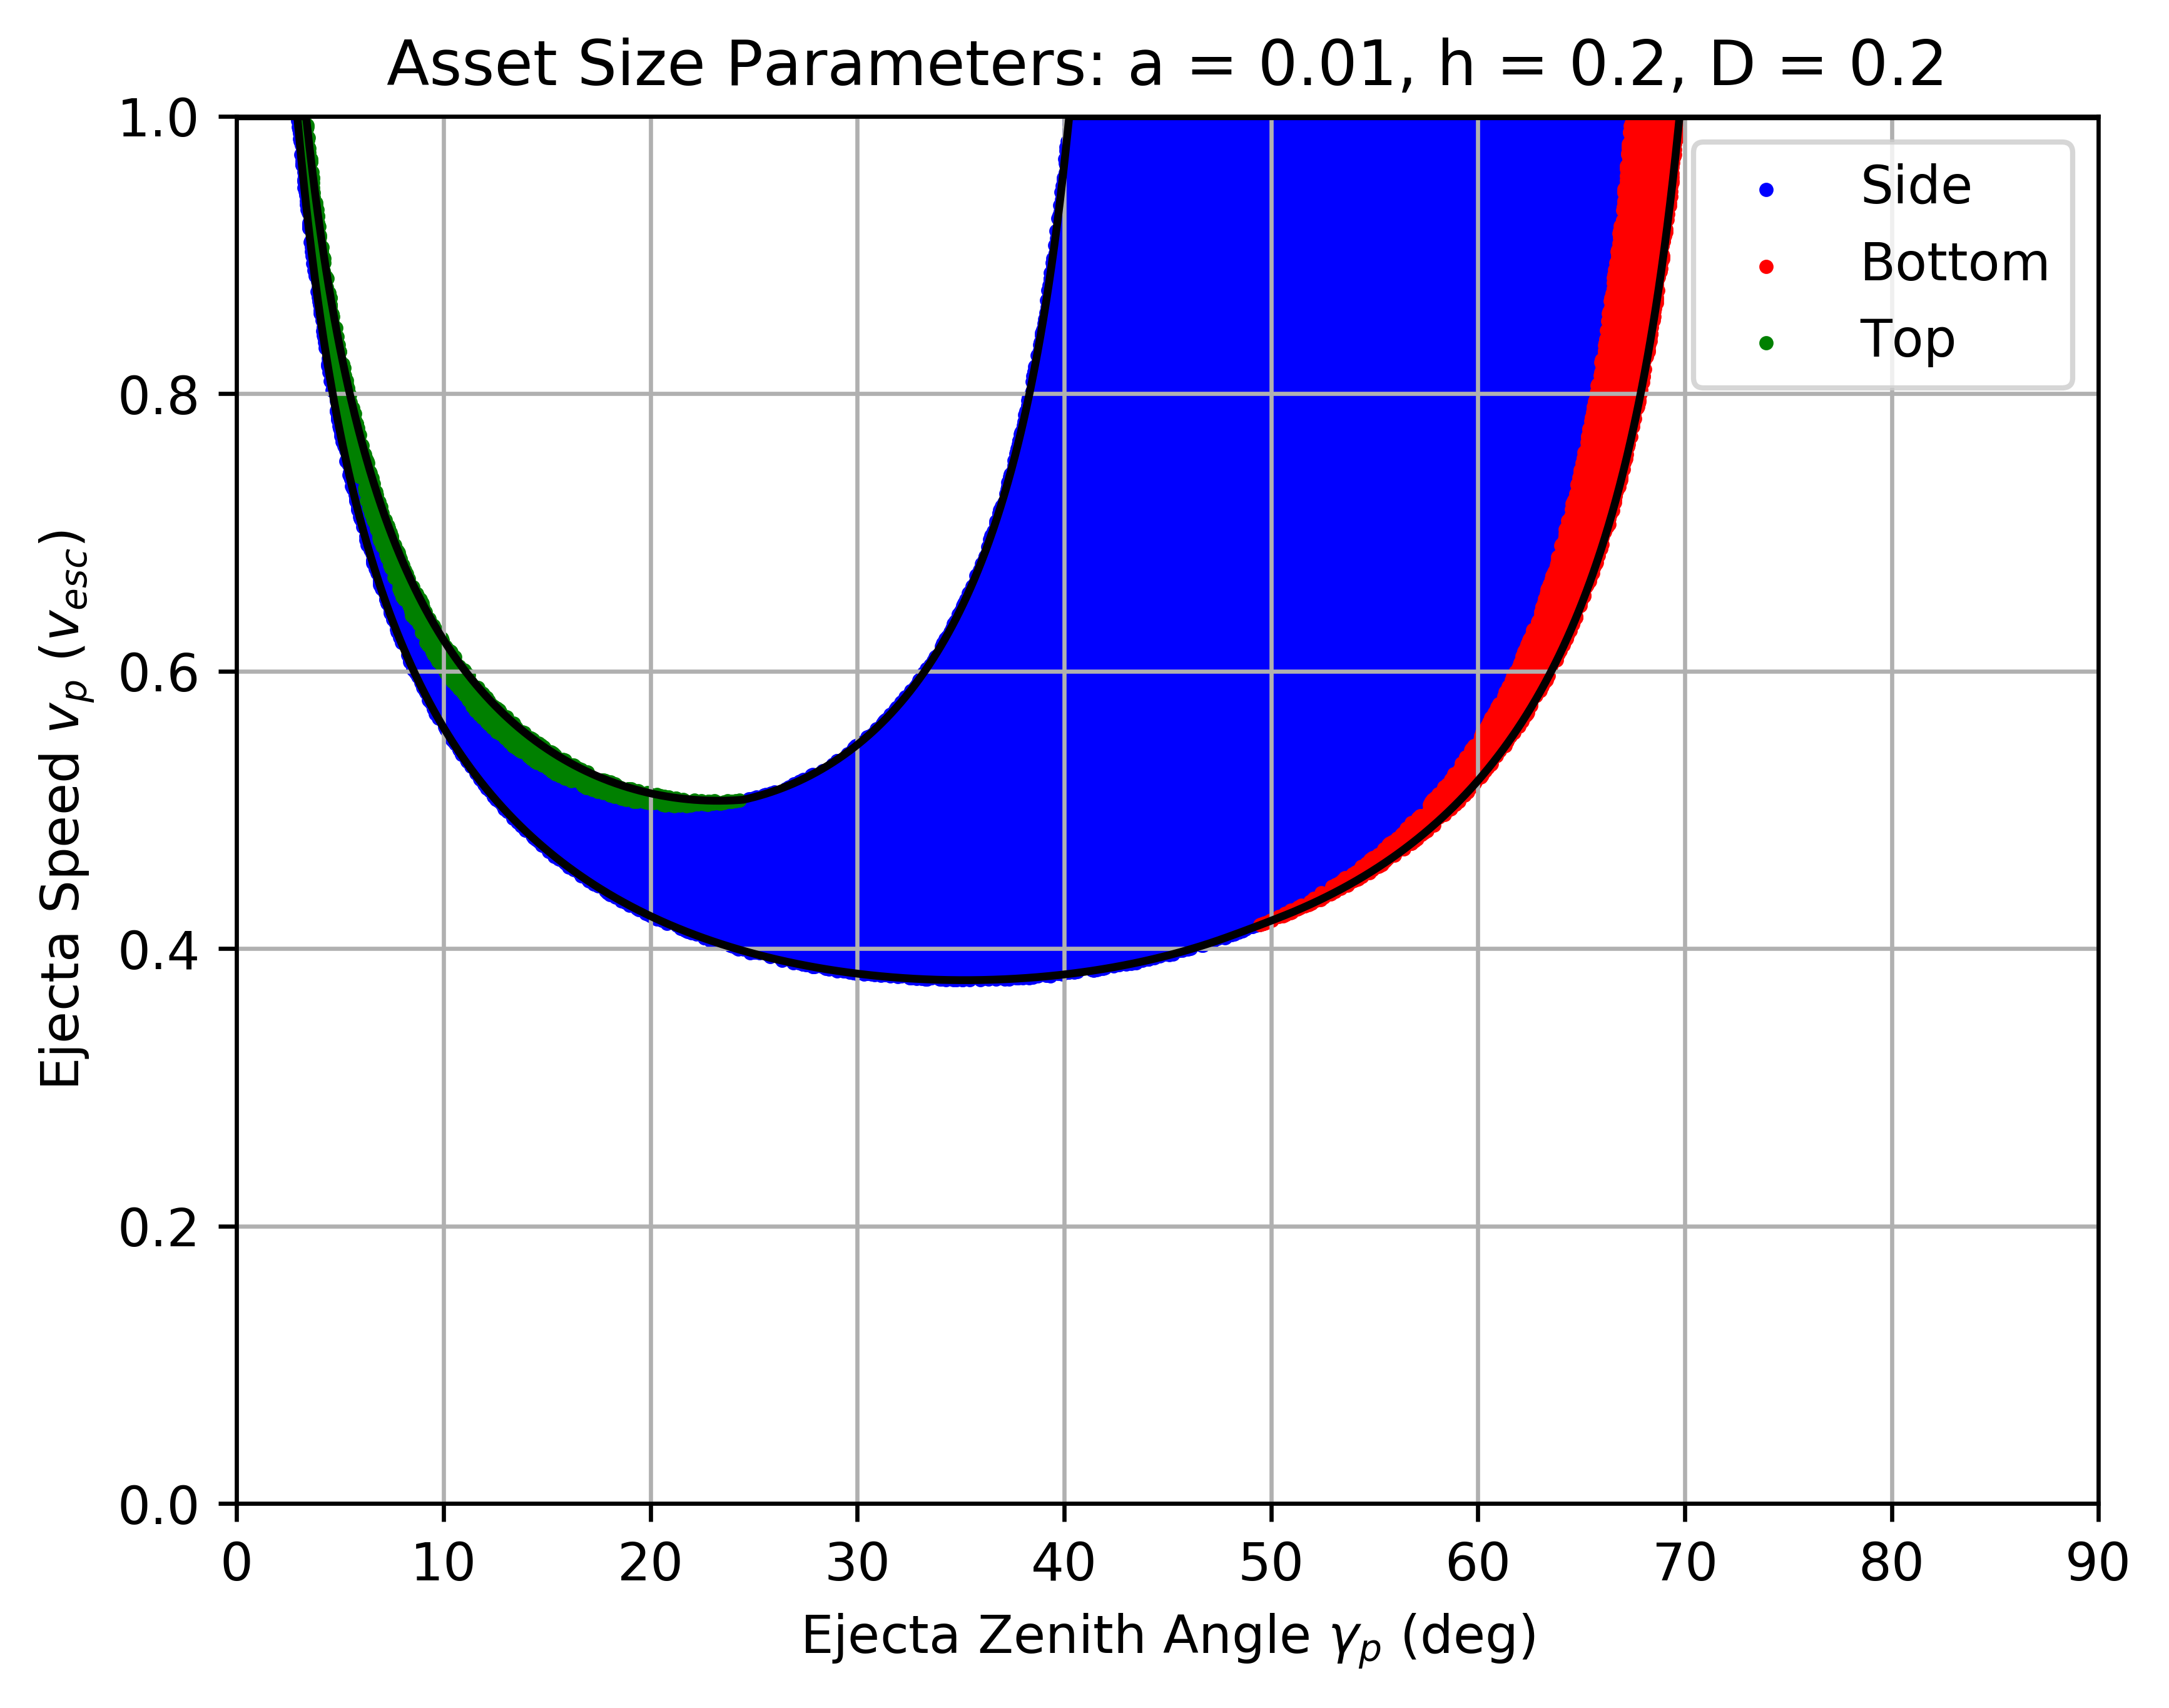 Asset Size Parameters: a = 0.01, h = 0.2, D = 0.2
1.0
0.8
0.6
0.4
0.2
0.0
Ejecta Speed v_p (v_esc)
Side
Bottom
Top
0 10 20 30 40 50 60 70 80 90
Ejecta Zenith Angle γ_p (deg)